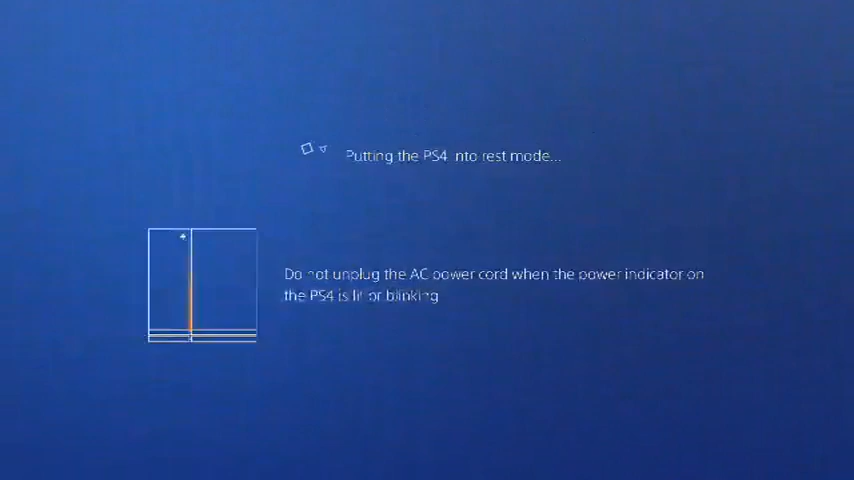 Putting the PS4 into rest mode...
Do not unplug the AC power cord when the power indicator on
the PS4 is lit or blinking